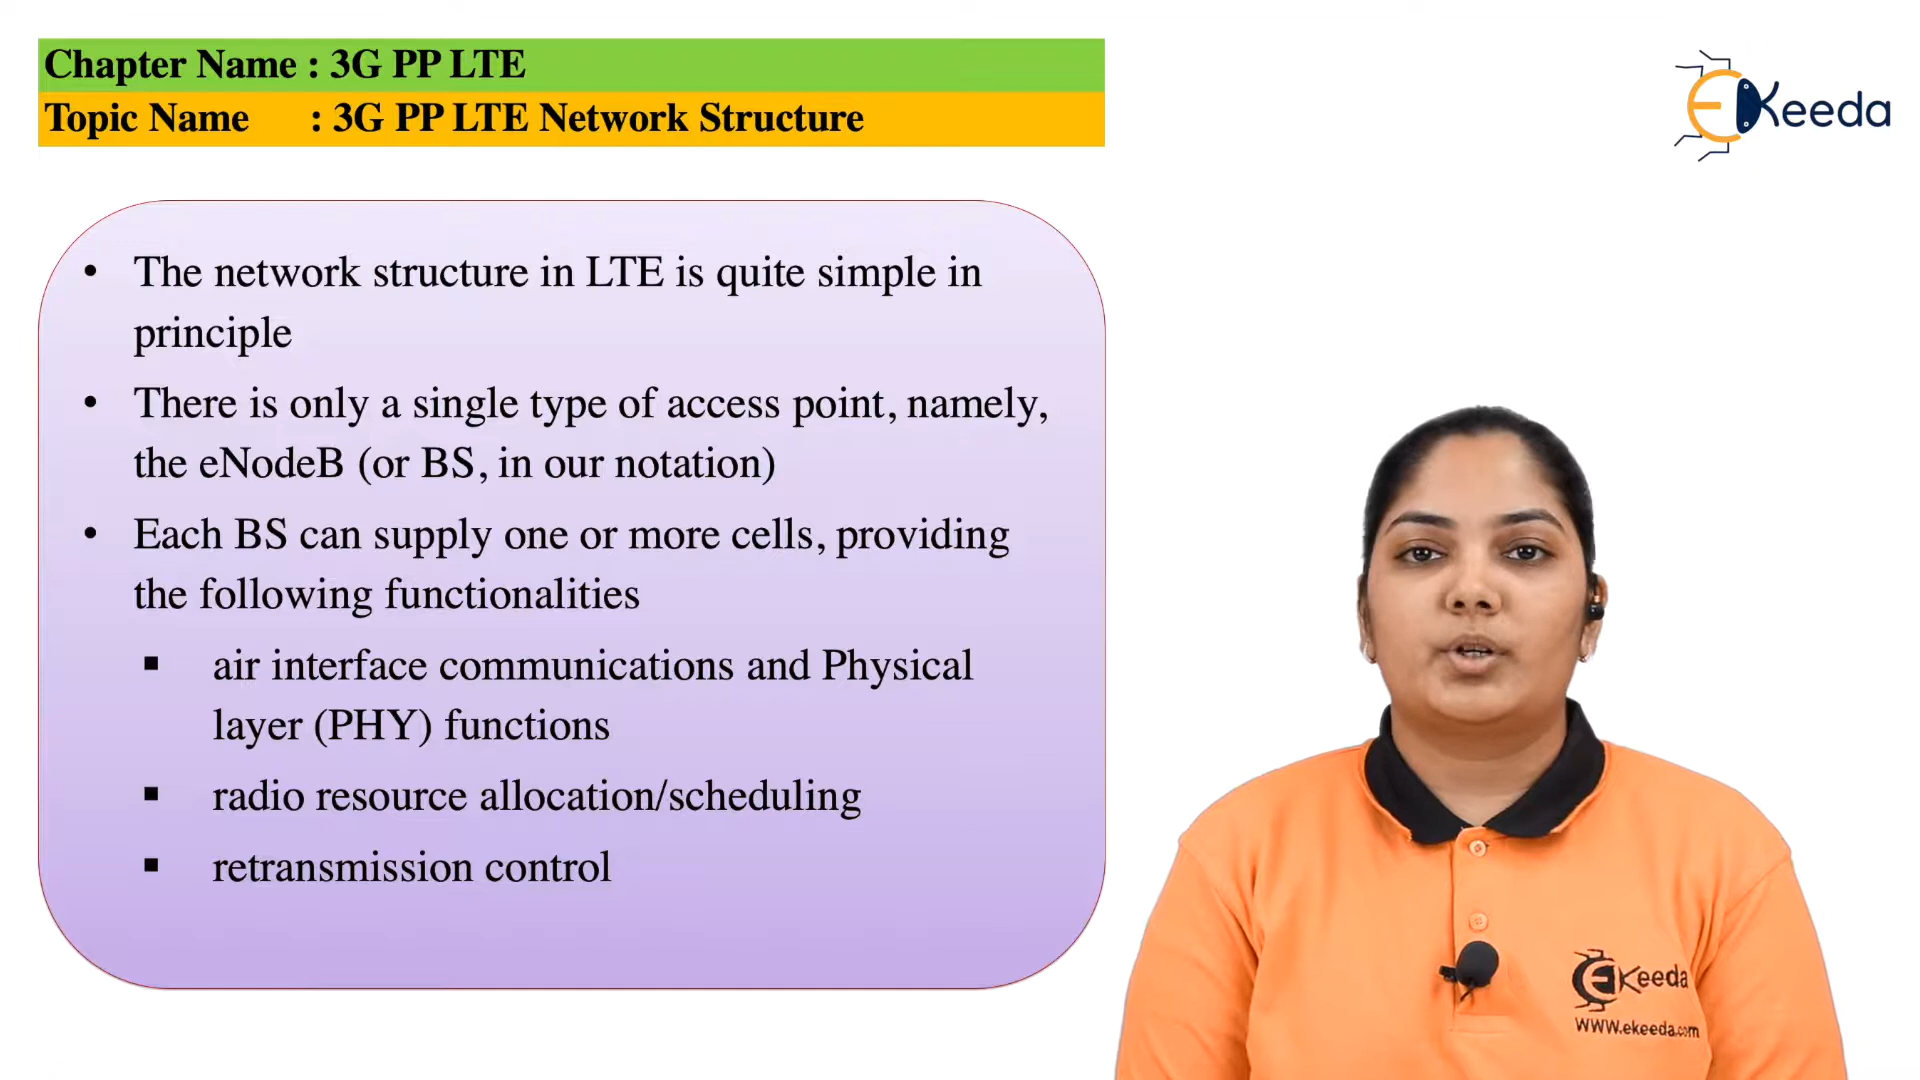 Chapter Name : 3G PP LTE
Topic Name : 3G PP LTE Network Structure
EKeeda
• The network structure in LTE is quite simple in
principle
• There is only a single type of access point, namely,
the eNodeB (or BS, in our notation)
• Each BS can supply one or more cells, providing
the following functionalities
▪ air interface communications and Physical
layer (PHY) functions
▪ radio resource allocation/scheduling
▪ retransmission control
EKeeda
WWW.ekeeda.com